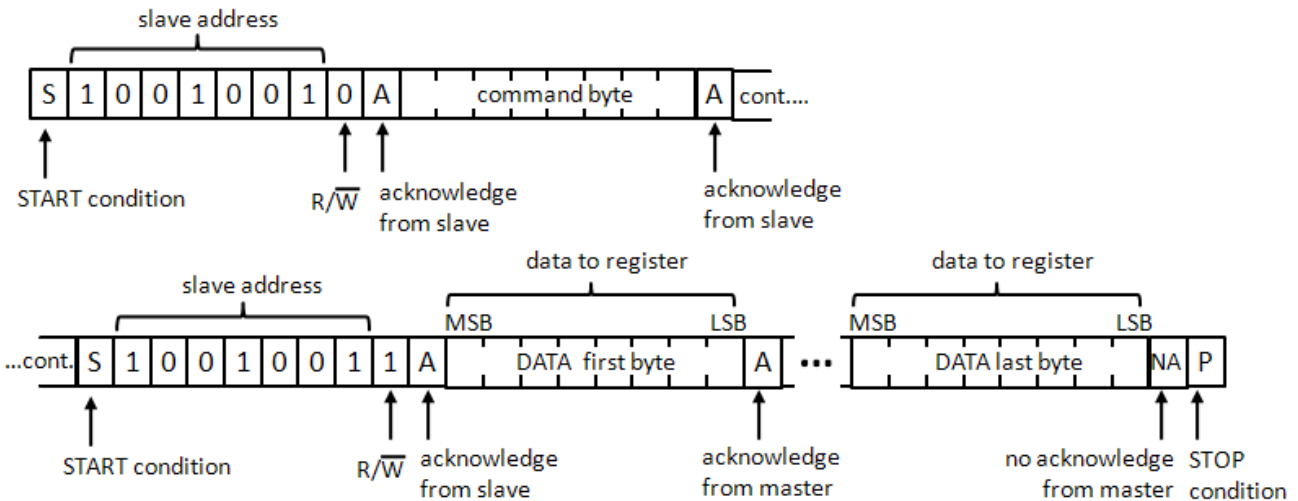 slave address
S 1 0 0 1 0 0 1 0 A command byte A cont....
START condition R/W acknowledge from slave acknowledge from slave
data to register data to register
slave address
MSB LSB MSB LSB
...cont. S 1 0 0 1 0 0 1 1 A DATA first byte A ... DATA last byte NA P
START condition R/W acknowledge from slave acknowledge from master no acknowledge from master STOP condition